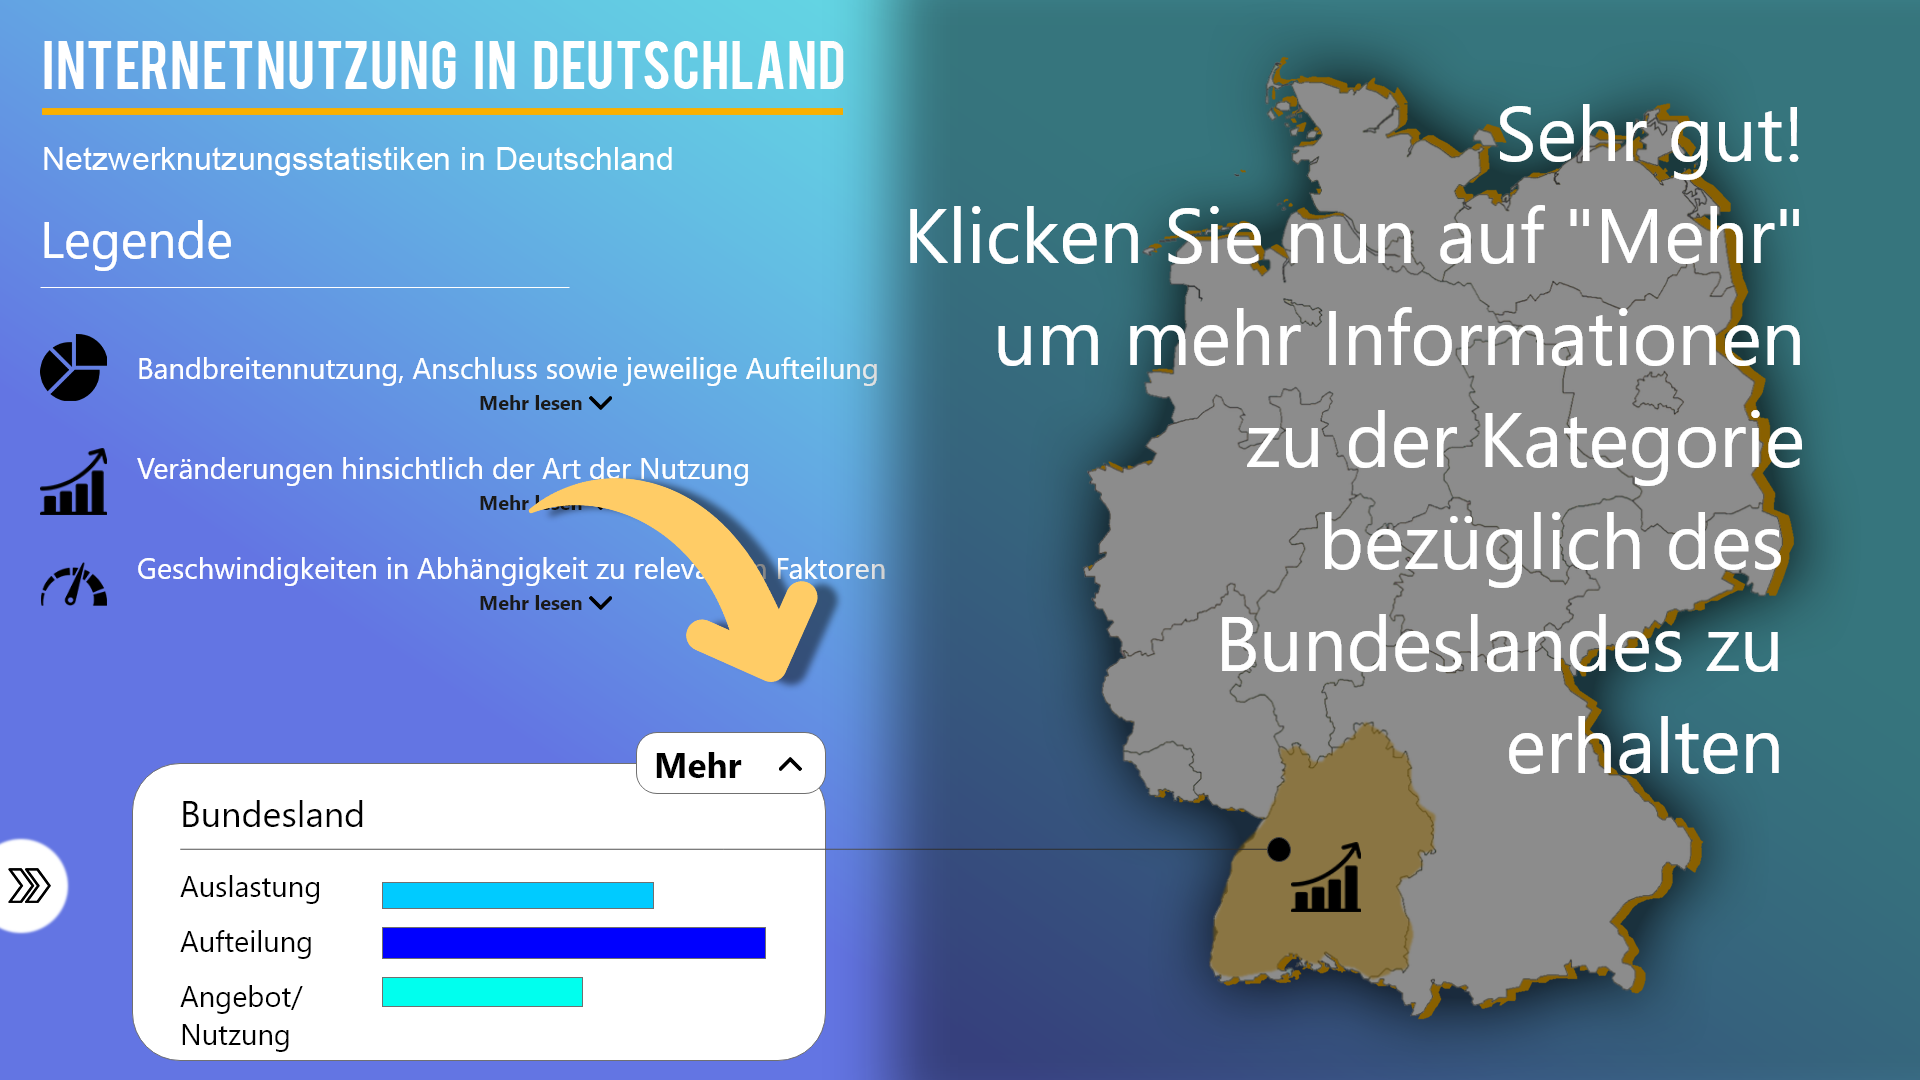 INTERNETNUTZUNG IN DEUTSCHLAND
Netzwerknutzungsstatistiken in Deutschland
Legende
Bandbreitennutzung, Anschluss sowie jeweilige Aufteilung
Mehr lesen
Veränderungen hinsichtlich der Art der Nutzung
Mehr lesen
Geschwindigkeiten in Abhängigkeit zu Faktoren
Mehr lesen
Mehr
Bundesland
Auslastung
Aufteilung
Angebot/
Nutzung
Sehr gut!
Klicken Sie nun auf "Mehr"
um mehr Informationen
zu der Kategorie
bezüglich des
Bundeslandes zu
erhalten